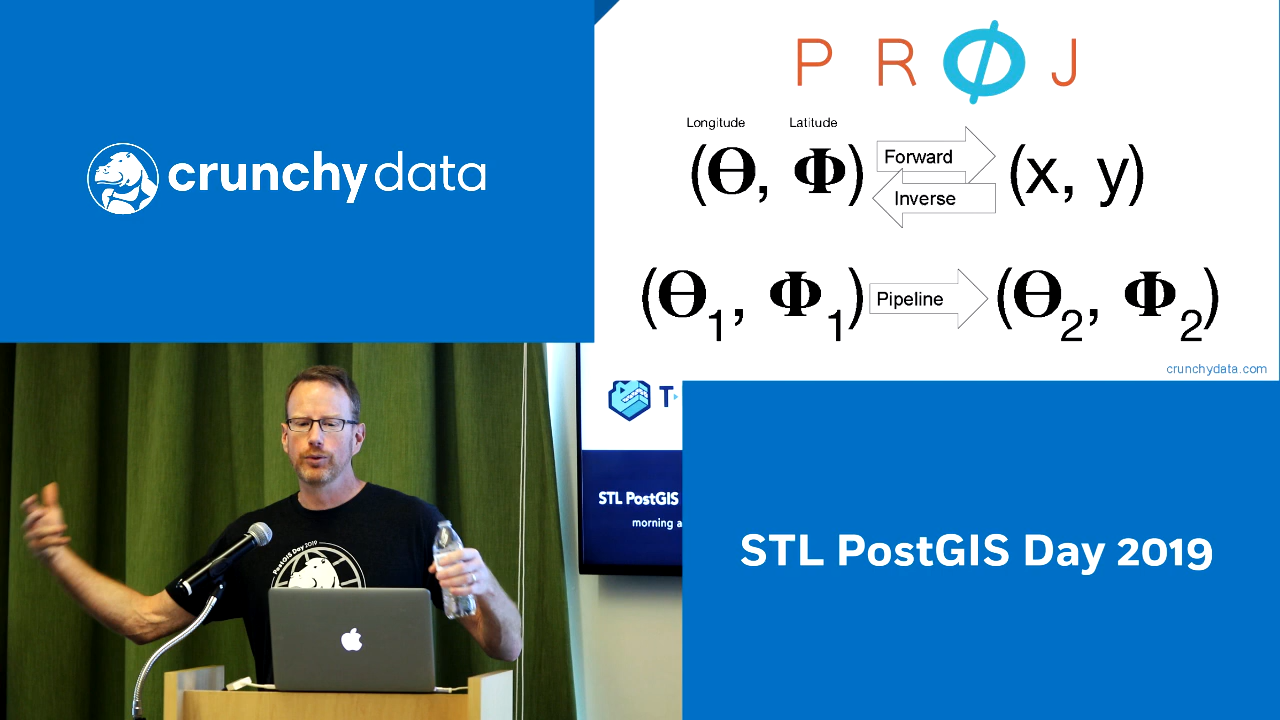 crunchydata
PRØJ
Longitude Latitude
(Θ, Φ) Forward (x, y)
Inverse
(Θ1, Φ1) Pipeline (Θ2, Φ2)
crunchydata.com
T
STL PostGIS
morning a
PostGIS Day 2019
STL PostGIS Day 2019